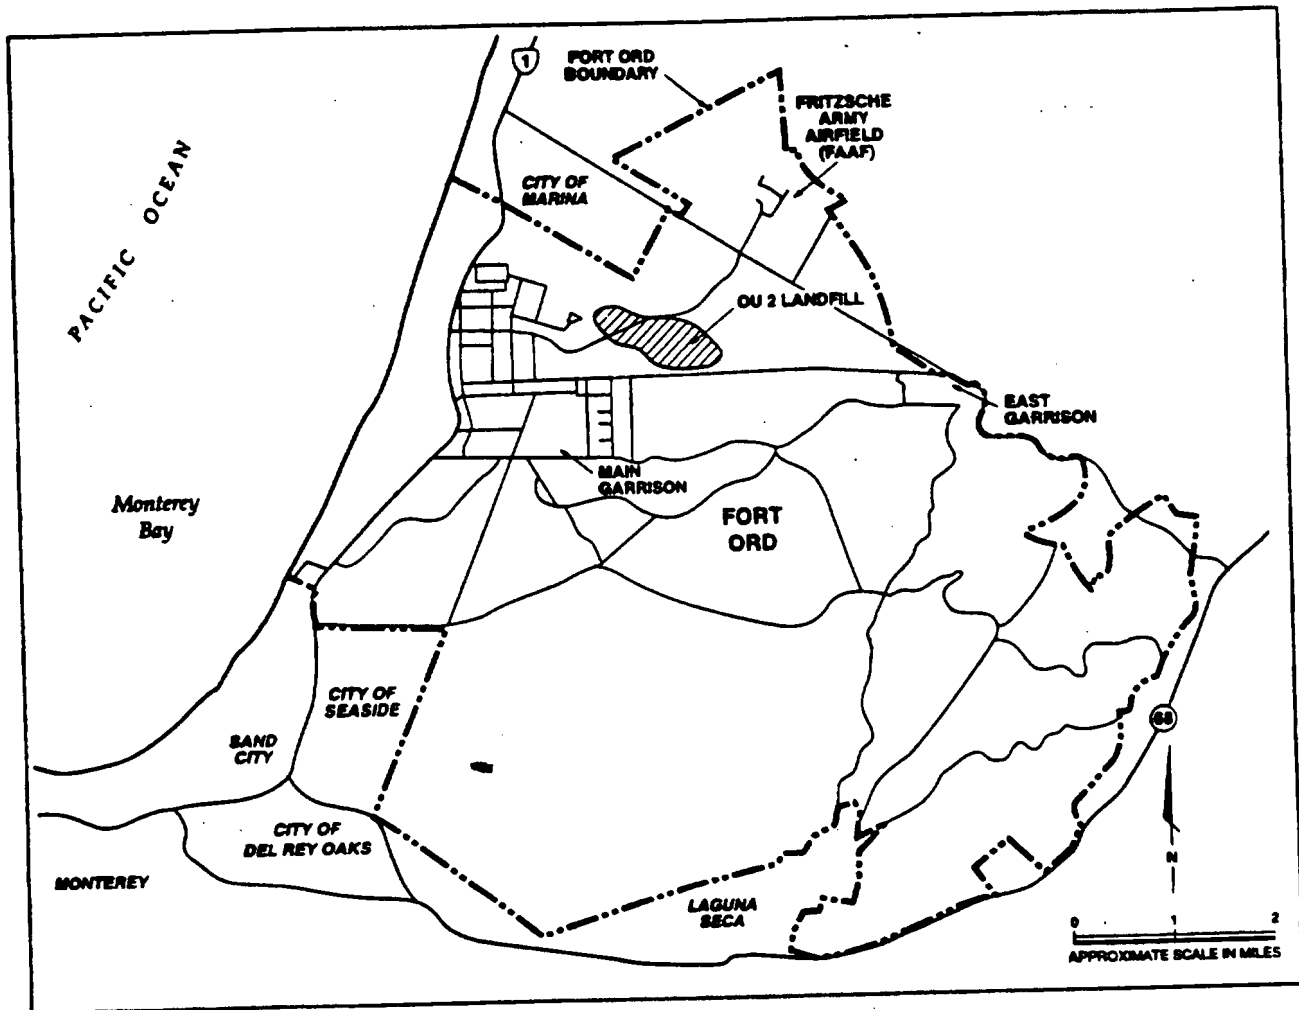 1
FORT ORD
BOUNDARY
FRITZSCHE
ARMY
AIRFIELD
(FAAF)
PACIFIC OCEAN
CITY OF
MARINA
OU 2 LANDFILL
EAST
GARRISON
MAIN
GARRISON
Monterey
Bay
FORT
ORD
CITY OF
SEASIDE
SAND
CITY
68
CITY OF
DEL REY OAKS
MONTEREY
LAGUNA
SECA
N
0 1 2
APPROXIMATE SCALE IN MILES